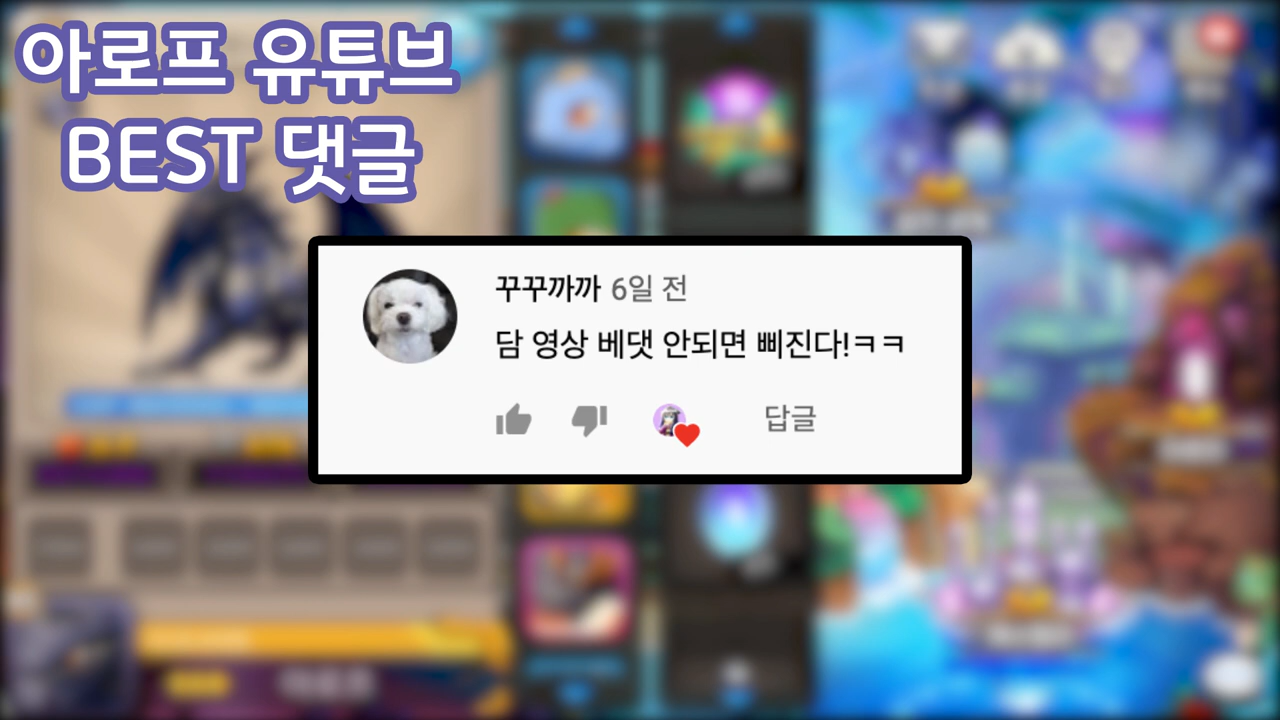 아로프 유튜브
BEST 댓글
꾸꾸까까 6일 전
담 영상 베댓 안되면 삐진다!ㅋㅋ
답글